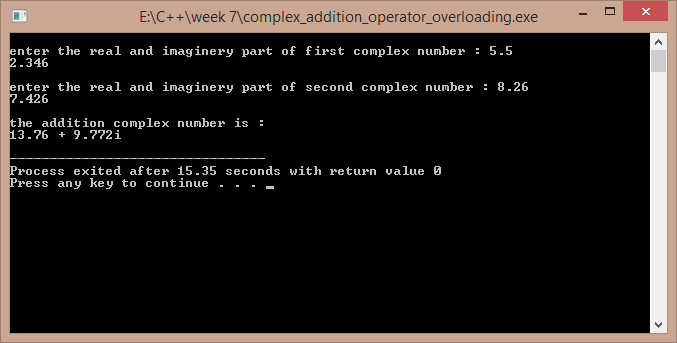 E:\C++\week 7\complex_addition_operator_overloading.exe
enter the real and imaginery part of first complex number : 5.5
2.346
enter the real and imaginery part of second complex number : 8.26
7.426
the addition complex number is :
13.76 + 9.772i
--------------------------------
Process exited after 15.35 seconds with return value 0
Press any key to continue . . . _